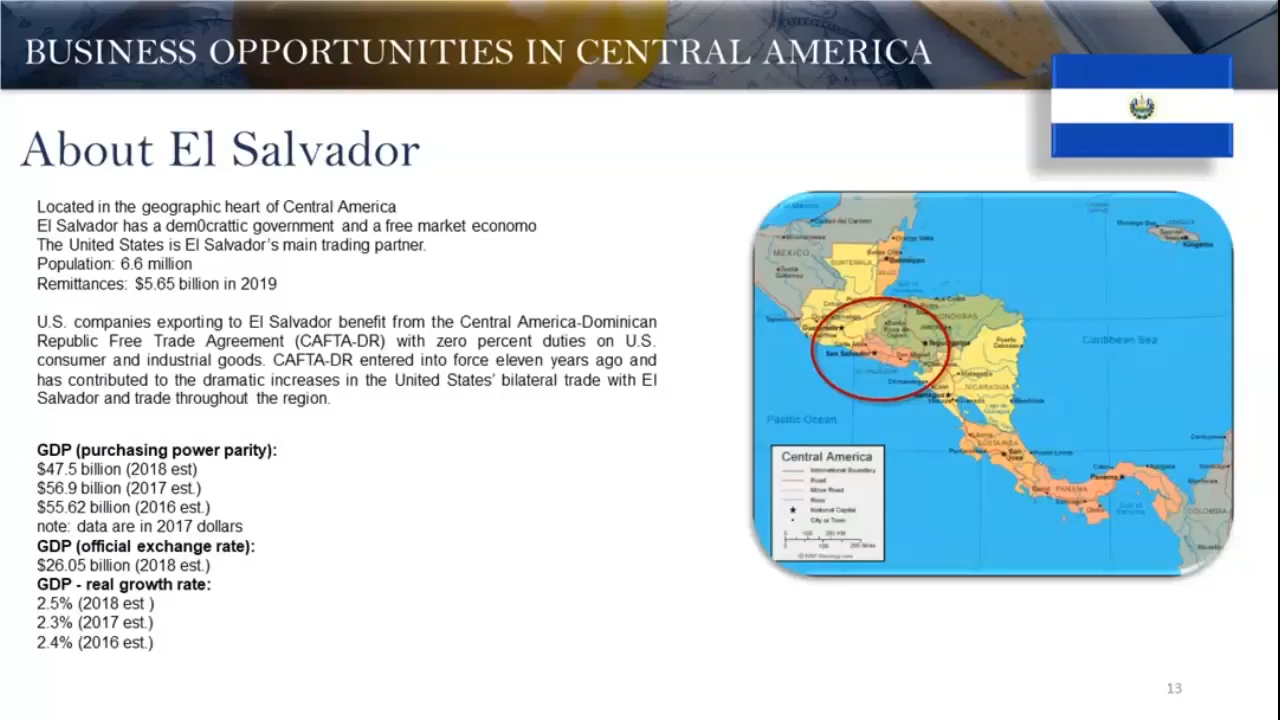 BUSINESS OPPORTUNITIES IN CENTRAL AMERICA
About El Salvador
Located in the geographic heart of Central America
El Salvador has a dem0crattic government and a free market economo
The United States is El Salvador's main trading partner.
Population: 6.6 million
Remittances: $5.65 billion in 2019
U.S. companies exporting to El Salvador benefit from the Central America-Dominican
Republic Free Trade Agreement (CAFTA-DR) with zero percent duties on U.S.
consumer and industrial goods. CAFTA-DR entered into force eleven years ago and
has contributed to the dramatic increases in the United States' bilateral trade with El
Salvador and trade throughout the region.
GDP (purchasing power parity):
$47.5 billion (2018 est)
$56.9 billion (2017 est.)
$55.62 billion (2016 est.)
note: data are in 2017 dollars
GDP (official exchange rate):
$26.05 billion (2018 est.)
GDP - real growth rate:
2.5% (2018 est )
2.3% (2017 est.)
2.4% (2016 est.)
MEXICO
GUATEMALA
Belmopan
HONDURAS
Tegucigalpa
San Salvador
Caribbean Sea
NICARAGUA
Managua
Pacific Ocean
San Jose
Panama
PANAMA
COLOMBIA
Kingston
Central America
International Boundary
Road
Minor Road
River
National Capital
City or Town
13